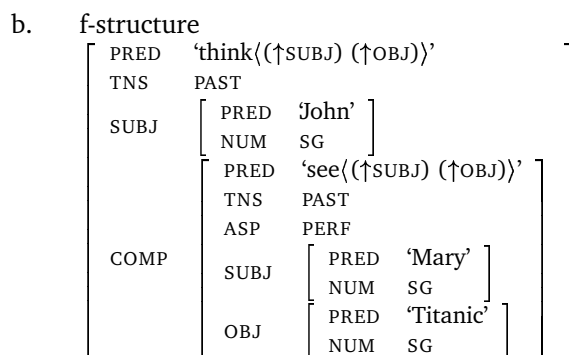 b. f-structure
PRED ‘think⟨(↑SUBJ) (↑OBJ)⟩’
TNS PAST
SUBJ PRED ‘John’
NUM SG
COMP PRED ‘see⟨(↑SUBJ) (↑OBJ)⟩’
TNS PAST
ASP PERF
SUBJ PRED ‘Mary’
NUM SG
OBJ PRED ‘Titanic’
NUM SG